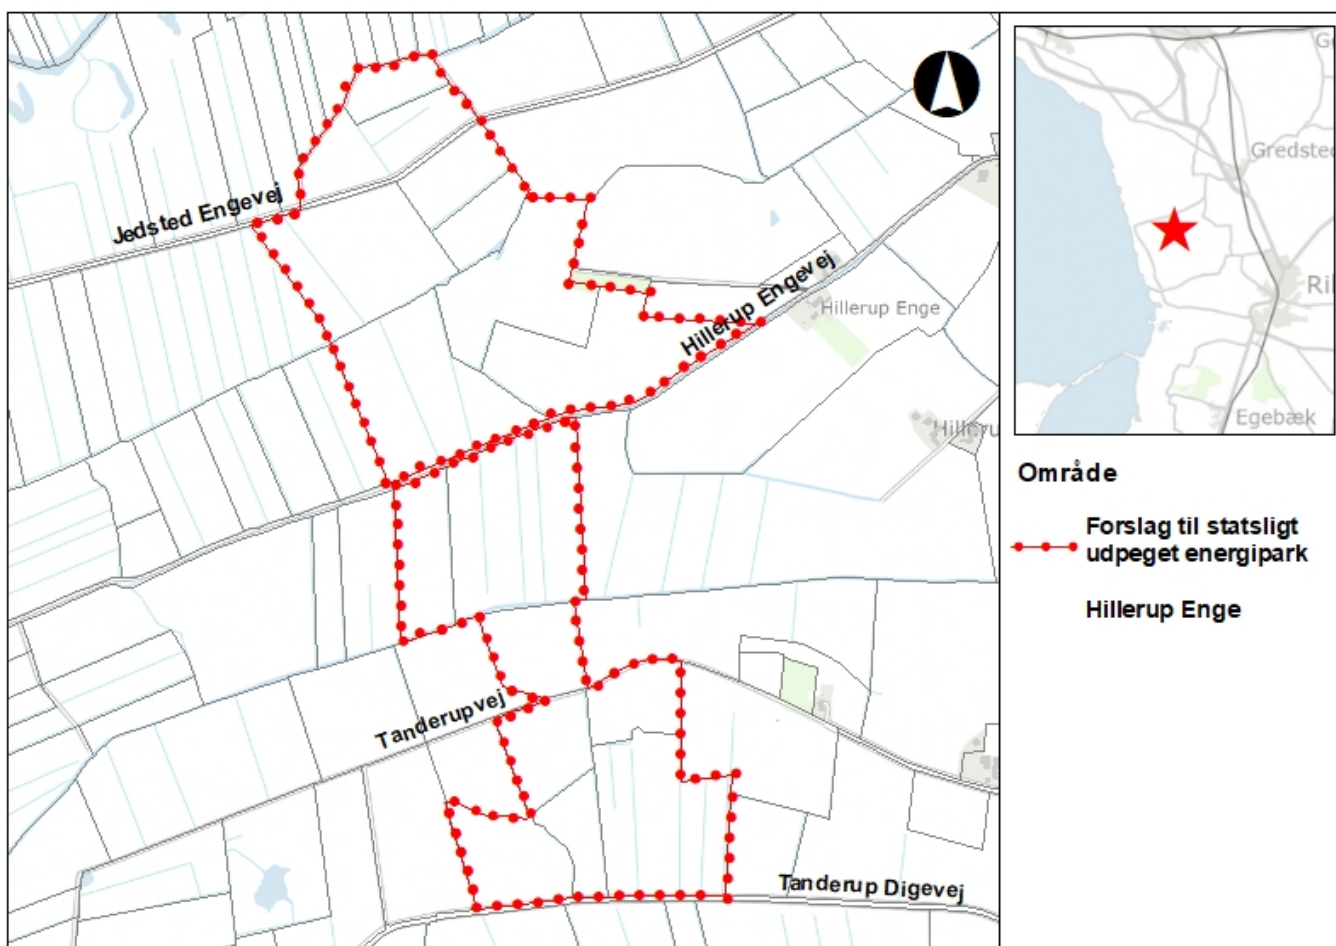 Jedsted Engevej
Hillerup Engevej
Hillerup Enge
Tanderupvej
Tanderup Digevej
Gredsted
Egebæk
Område
Forslag til statsligt
udpeget energipark
Hillerup Enge